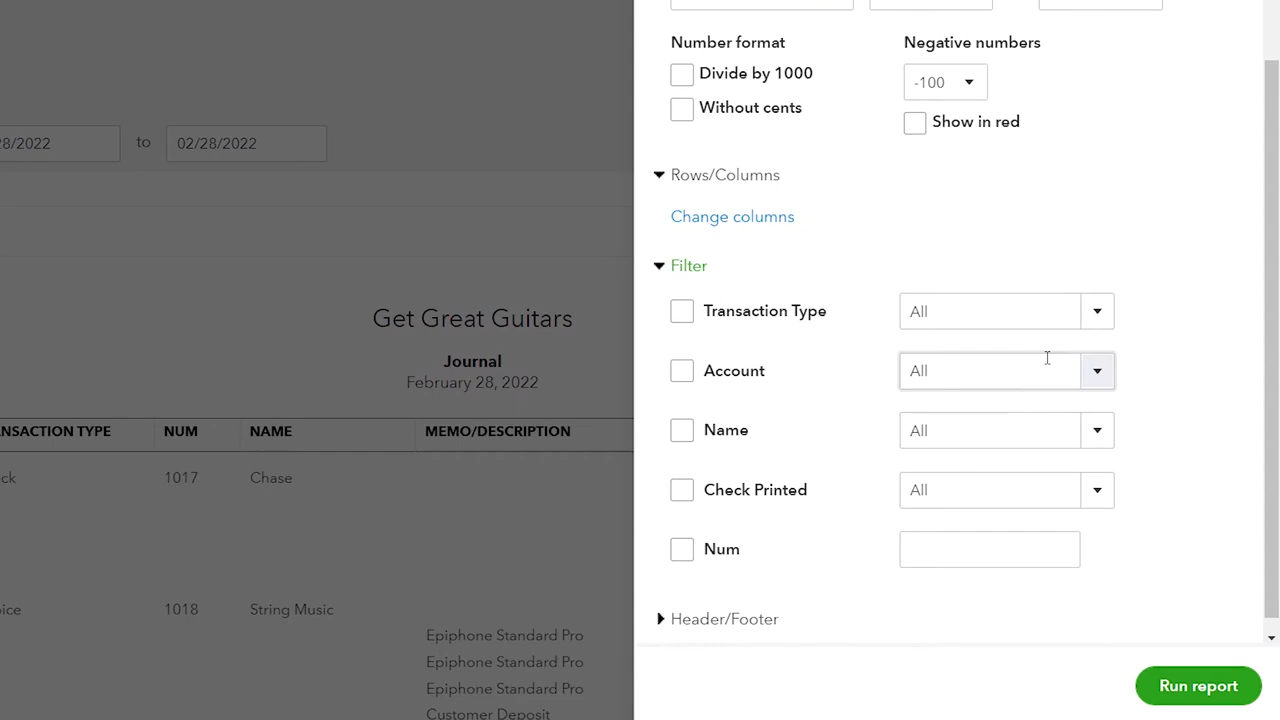 Number format
Negative numbers
Divide by 1000
-100
Without cents
Show in red
28/2022 to 02/28/2022
Rows/Columns
Change columns
Filter
Transaction Type All
Account All
Name All
Check Printed All
Num
Header/Footer
Run report
Get Great Guitars
Journal
February 28, 2022
NSACTION TYPE NUM NAME MEMO/DESCRIPTION
ck 1017 Chase
oice 1018 String Music
Epiphone Standard Pro
Epiphone Standard Pro
Epiphone Standard Pro
Customer Deposit